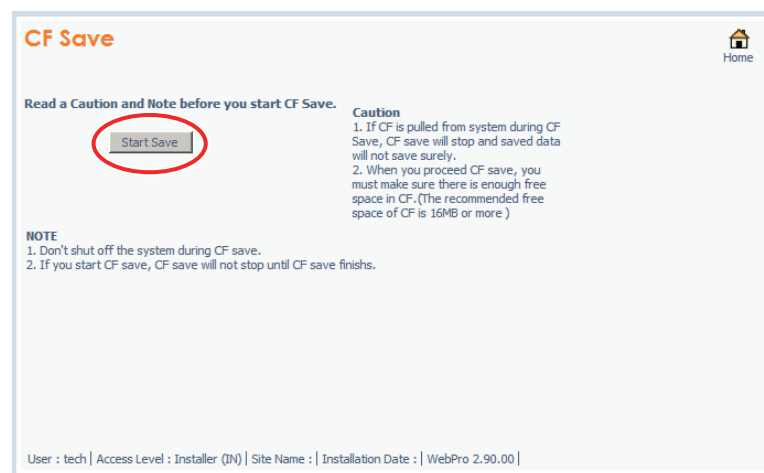 CF Save
Home
Read a Caution and Note before you start CF Save.
Start Save
Caution
1. If CF is pulled from system during CF
Save, CF save will stop and saved data
will not save surely.
2. When you proceed CF save, you
must make sure there is enough free
space in CF.(The recommended free
space of CF is 16MB or more )
NOTE
1. Don't shut off the system during CF save.
2. If you start CF save, CF save will not stop until CF save finishs.
User : tech | Access Level : Installer (IN) | Site Name : | Installation Date : | WebPro 2.90.00 |